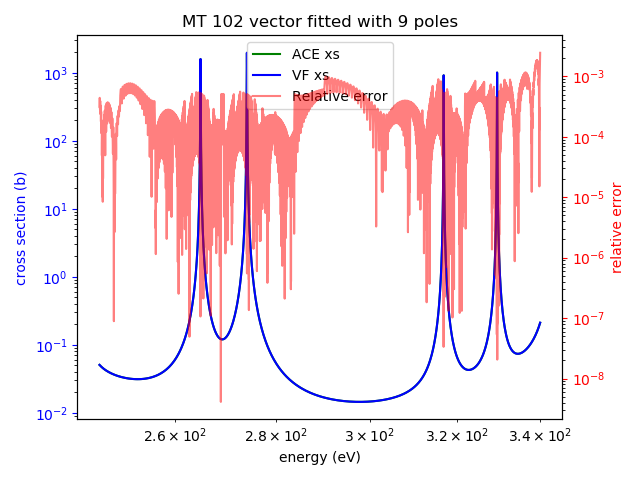 MT 102 vector fitted with 9 poles
ACE xs
VF xs
Relative error
10³
10²
10¹
10⁰
10⁻¹
10⁻²
cross section (b)
10⁻³
10⁻⁴
10⁻⁵
10⁻⁶
10⁻⁷
10⁻⁸
relative error
2.6 × 10² 2.8 × 10² 3 × 10² 3.2 × 10² 3.4 × 10²
energy (eV)